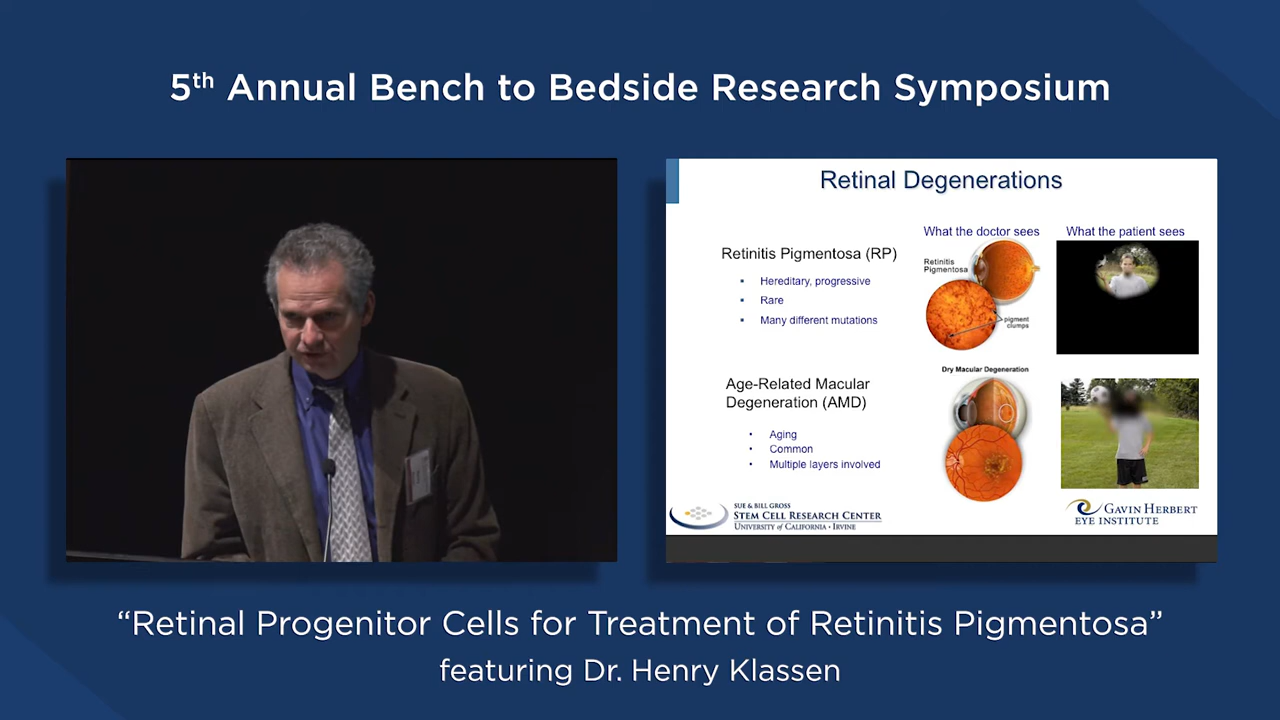 5th Annual Bench to Bedside Research Symposium
Retinal Degenerations
What the doctor sees
What the patient sees
Retinitis Pigmentosa (RP)
▪ Hereditary, progressive
▪ Rare
▪ Many different mutations
Retinitis
Pigmentosa
pigment
clumps
Age-Related Macular
Degeneration (AMD)
• Aging
• Common
• Multiple layers involved
Dry Macular Degeneration
SUE & BILL GROSS
STEM CELL RESEARCH CENTER
UNIVERSITY OF CALIFORNIA • IRVINE
GAVIN HERBERT
EYE INSTITUTE
“Retinal Progenitor Cells for Treatment of Retinitis Pigmentosa”
featuring Dr. Henry Klassen